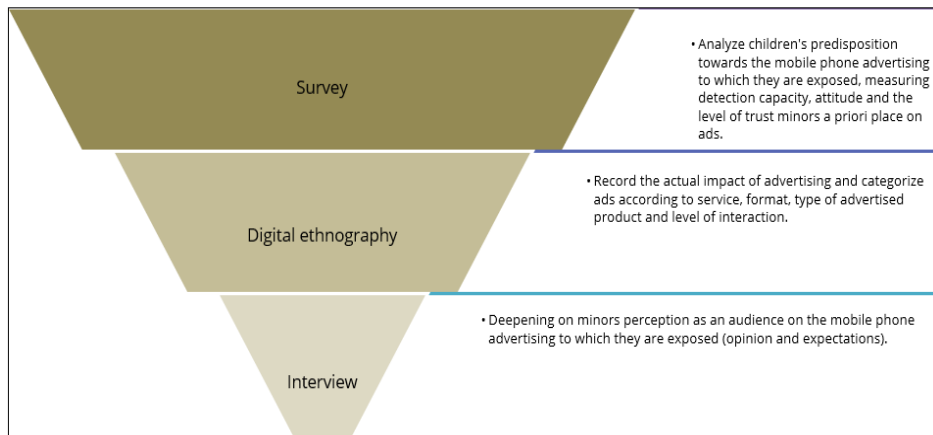 Survey
• Analyze children's predisposition
towards the mobile phone advertising
to which they are exposed, measuring
detection capacity, attitude and the
level of trust minors a priori place on
ads.
Digital ethnography
• Record the actual impact of advertising and categorize
ads according to service, format, type of advertised
product and level of interaction.
Interview
• Deepening on minors perception as an audience on the mobile phone
advertising to which they are exposed (opinion and expectations).